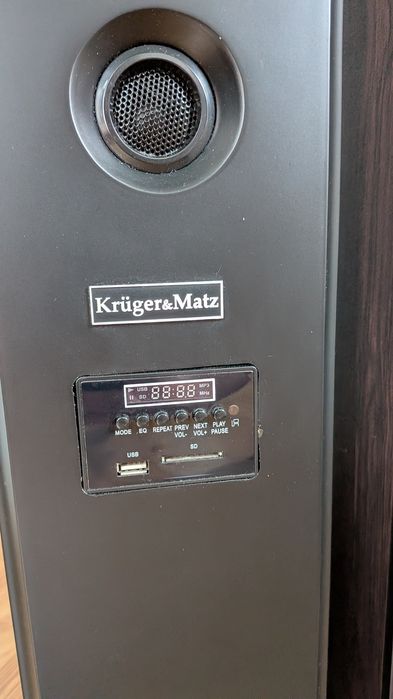 Krüger&Matz
USB 88:88 MP3
SD MHz
MODE EQ REPEAT PREV VOL- NEXT VOL+ PLAY PAUSE IR
USB SD